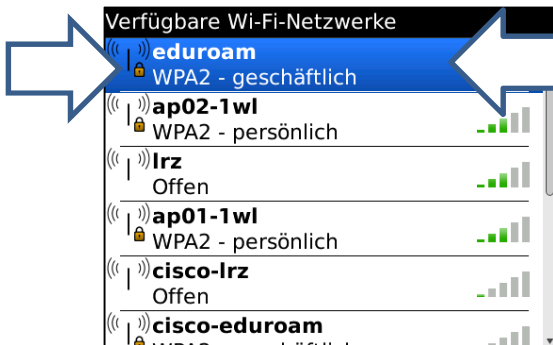 Verfügbare Wi-Fi-Netzwerke
eduroam
WPA2 - geschäftlich
ap02-1wl
WPA2 - persönlich
lrz
Offen
ap01-1wl
WPA2 - persönlich
cisco-lrz
Offen
cisco-eduroam